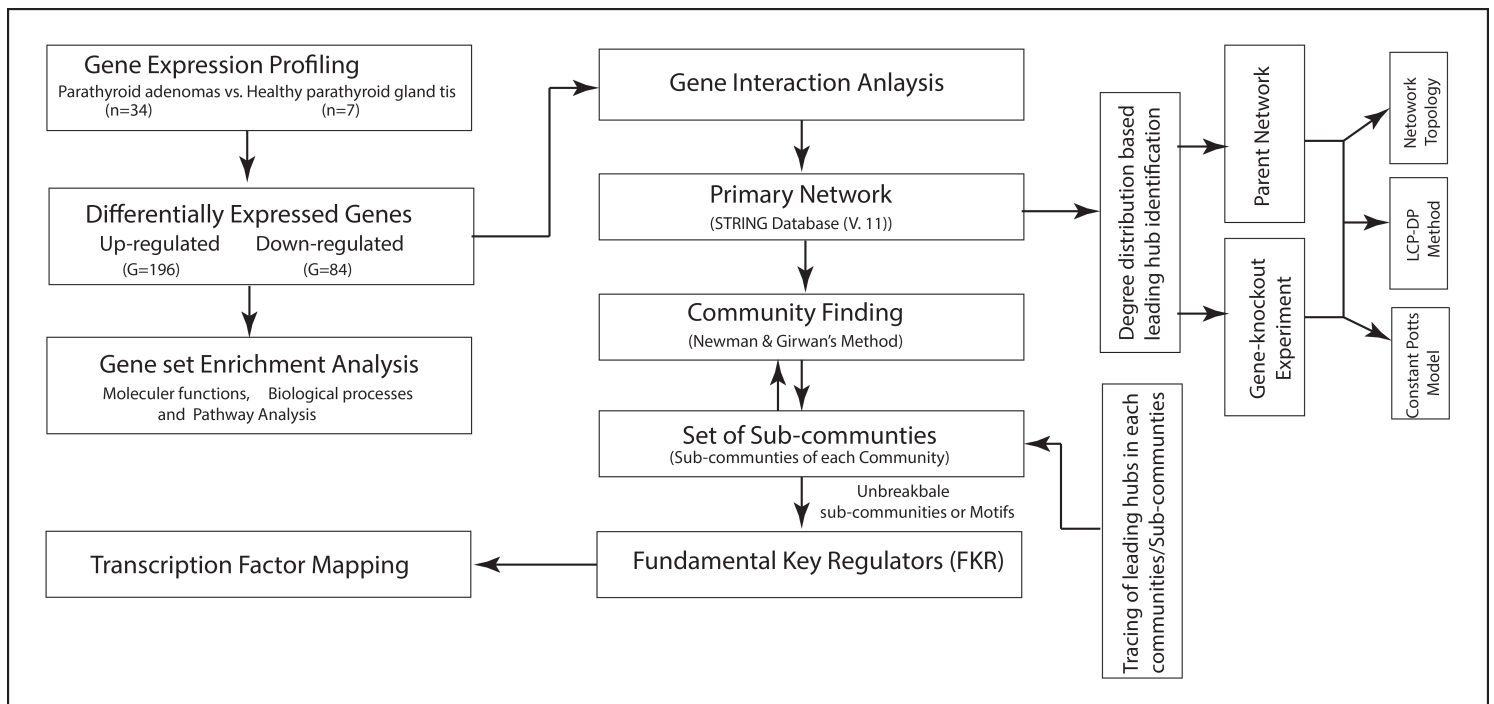 Gene Expression Profiling
Parathyroid adenomas vs. Healthy parathyroid gland tis
(n=34) (n=7)
Differentially Expressed Genes
Up-regulated Down-regulated
(G=196) (G=84)
Gene set Enrichment Analysis
Moleculer functions, Biological processes
and Pathway Analysis
Transcription Factor Mapping
Gene Interaction Anlaysis
Primary Network
(STRING Database (V. 11))
Community Finding
(Newman & Girwan's Method)
Set of Sub-communties
(Sub-communties of each Community)
Unbreakbale
sub-communities or Motifs
Fundamental Key Regulators (FKR)
Degree distribution based
leading hub identification
Tracing of leading hubs in each
communities/Sub-communties
Parent Network
Gene-knockout
Experiment
Netowork
Topology
LCP-DP
Method
Constant Potts
Model